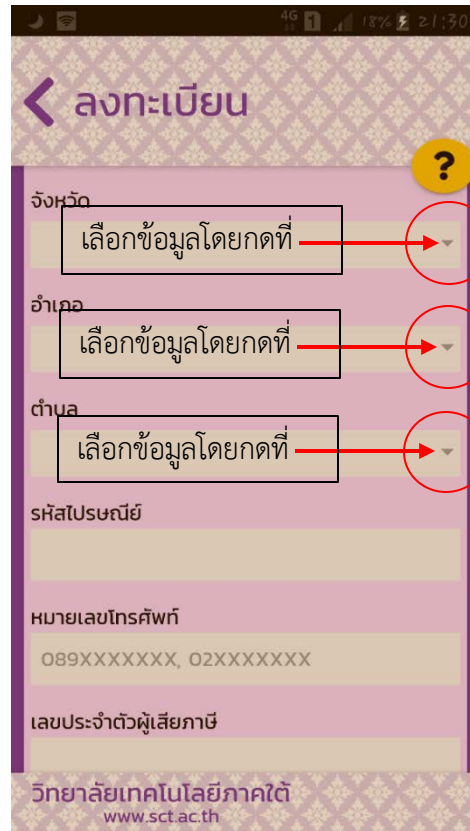 4G 1 18% 21:30
ลงทะเบียน
?
จังหวัด
เลือกข้อมูลโดยกดที่
อำเภอ
เลือกข้อมูลโดยกดที่
ตำบล
เลือกข้อมูลโดยกดที่
รหัสไปรษณีย์
หมายเลขโทรศัพท์
089XXXXXXX, 02XXXXXXX
เลขประจำตัวผู้เสียภาษี
วิทยาลัยเทคโนโลยีภาคใต้
www.sct.ac.th